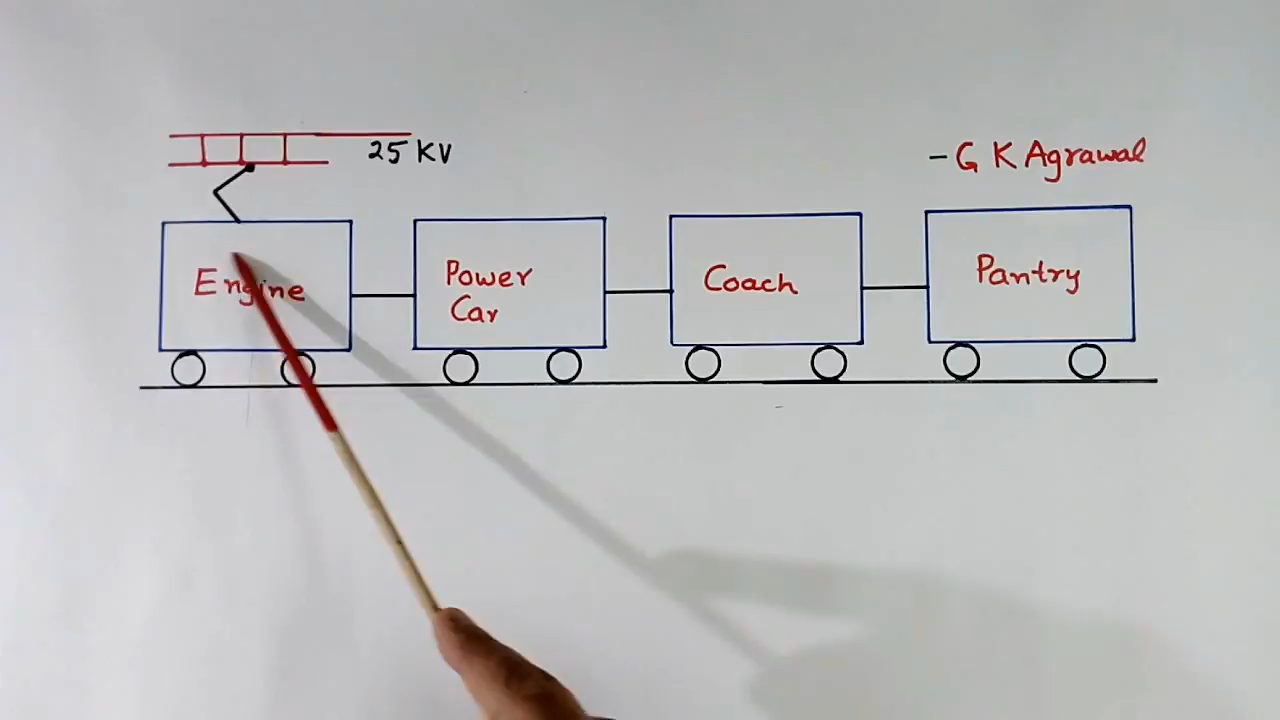 25 KV
- G K Agrawal
Engine
Power
Car
Coach
Pantry